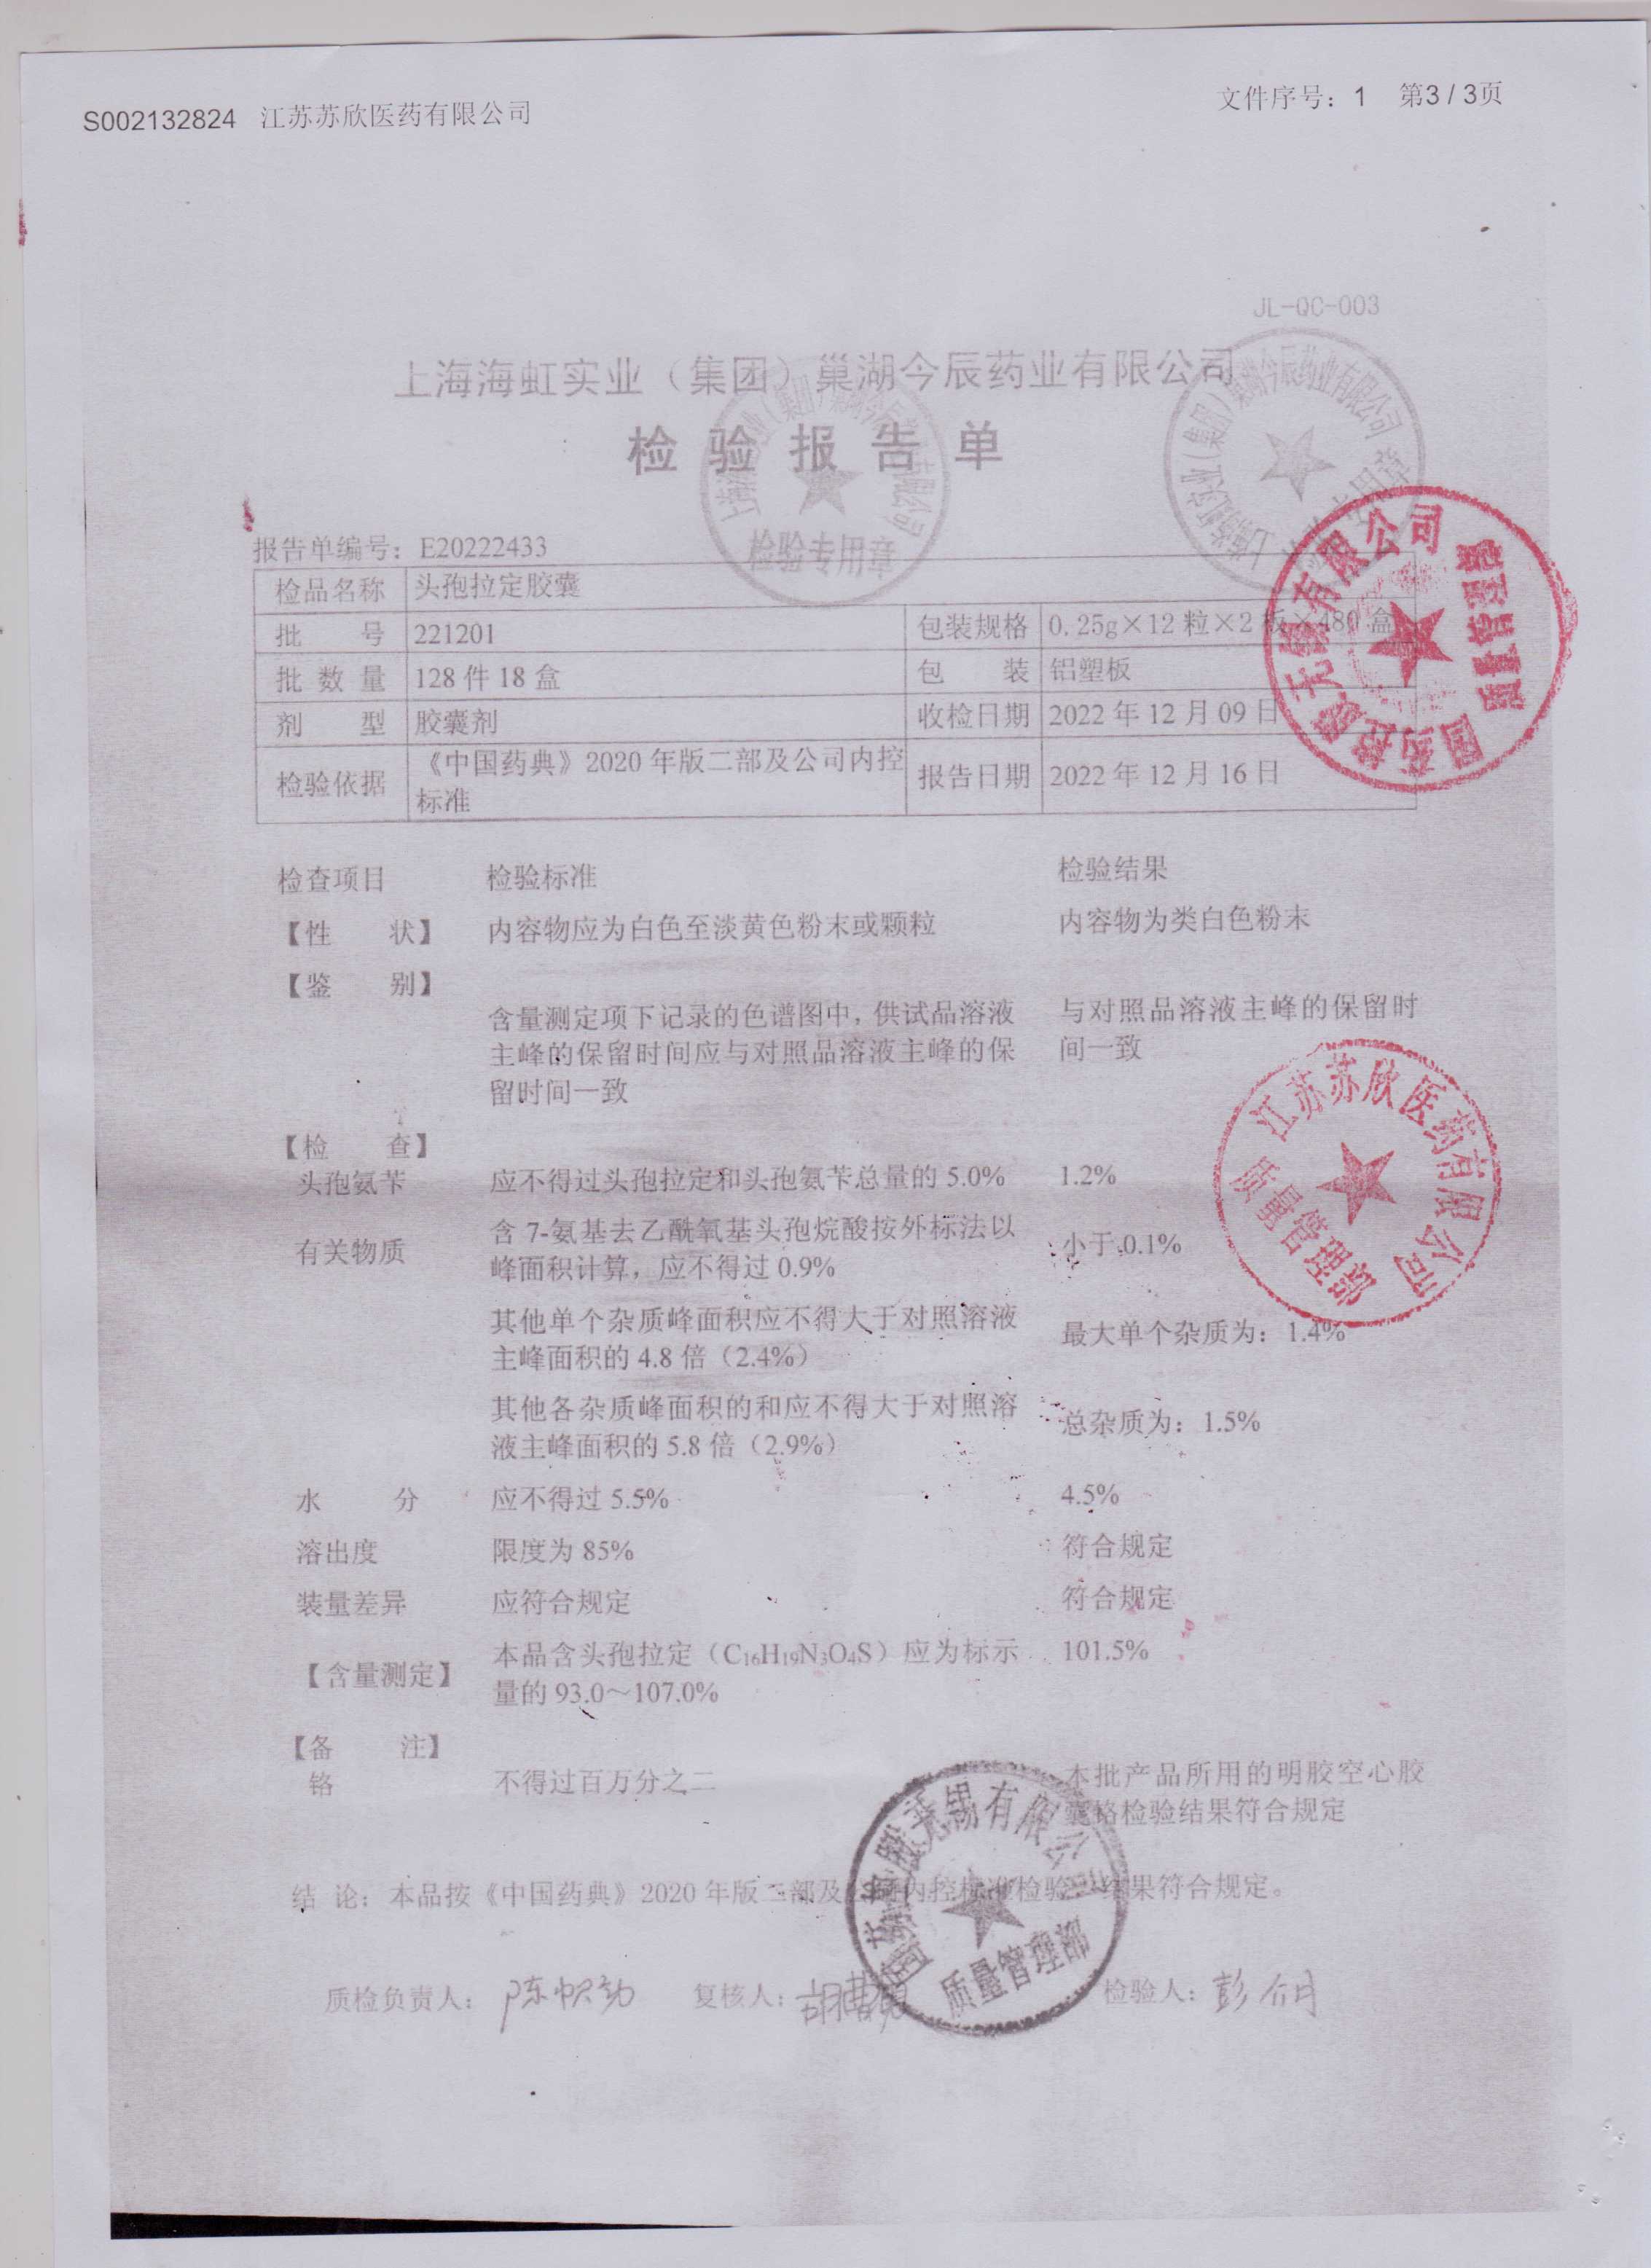 S002132824 江苏苏欣医药有限公司
文件序号：1 第3 / 3页
JL-QC-003
上海海虹实业（集团）巢湖今辰药业有限公司
检验报告单
检验专用章
报告单编号：E20222433
检品名称 头孢拉定胶囊
批 号 221201 包装规格 0.25g×12粒×2板×480盒
批数量 128件18盒 包 装 铝塑板
剂 型 胶囊剂 收检日期 2022年12月09日
检验依据 《中国药典》2020年版二部及公司内控
标准 报告日期 2022年12月16日
国药控股无锡有限公司
质量管理部
检查项目 检验标准 检验结果
【性 状】 内容物应为白色至淡黄色粉末或颗粒 内容物为类白色粉末
【鉴 别】
含量测定项下记录的色谱图中，供试品溶液 与对照品溶液主峰的保留时
主峰的保留时间应与对照品溶液主峰的保 间一致
留时间一致
江苏苏欣医药有限公司
质量管理部
【检 查】
头孢氨苄 应不得过头孢拉定和头孢氨苄总量的5.0% 1.2%
有关物质 含7-氨基去乙酰氧基头孢烷酸按外标法以 小于0.1%
峰面积计算，应不得过0.9%
其他单个杂质峰面积应不得大于对照溶液 最大单个杂质为：1.4%
主峰面积的4.8倍（2.4%）
其他各杂质峰面积的和应不得大于对照溶 总杂质为：1.5%
液主峰面积的5.8倍（2.9%）
水 分 应不得过5.5% 4.5%
溶出度 限度为85% 符合规定
装量差异 应符合规定 符合规定
【含量测定】 本品含头孢拉定（C₁₆H₁₉N₃O₄S）应为标示 101.5%
量的93.0～107.0%
【备 注】
铬 不得过百万分之二 本批产品所用的明胶空心胶
囊铬检验结果符合规定
结 论：本品按《中国药典》2020年版二部及公司内控标准检验，结果符合规定。
国药控股无锡有限公司
质量管理部
质检负责人： 复核人： 检验人：